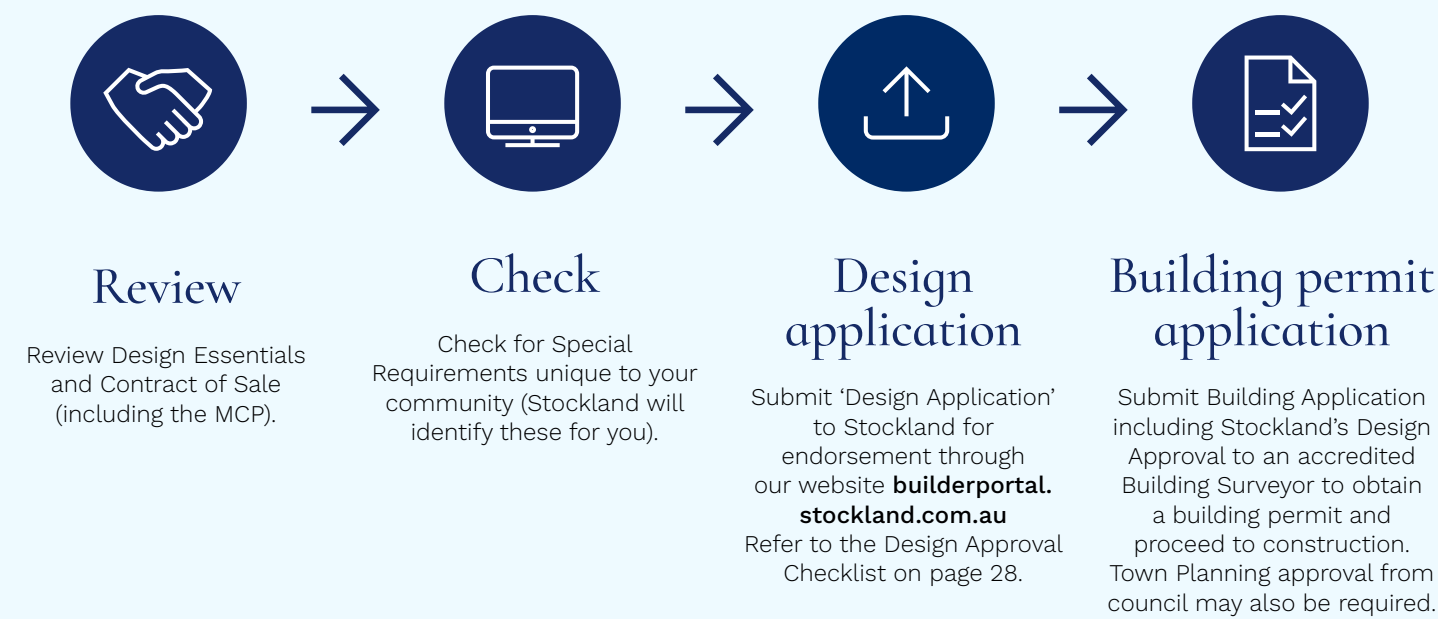 Review
Review Design Essentials
and Contract of Sale
(including the MCP).
Check
Check for Special
Requirements unique to your
community (Stockland will
identify these for you).
Design
application
Submit ‘Design Application’
to Stockland for
endorsement through
our website builderportal.
stockland.com.au
Refer to the Design Approval
Checklist on page 28.
Building permit
application
Submit Building Application
including Stockland’s Design
Approval to an accredited
Building Surveyor to obtain
a building permit and
proceed to construction.
Town Planning approval from
council may also be required.